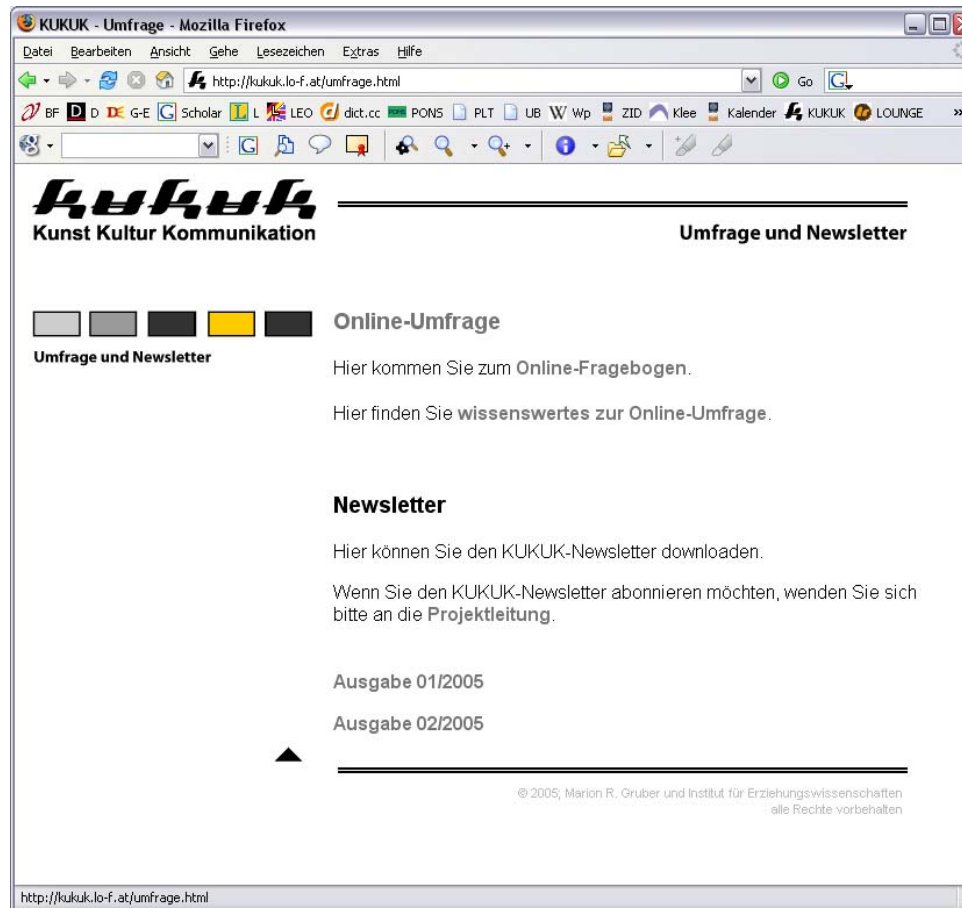 KUKUK - Umfrage - Mozilla Firefox
Datei Bearbeiten Ansicht Gehe Lesezeichen Extras Hilfe
http://kukuk.lo-f.at/umfrage.html Go G
BF D D G-E G Scholar L L LEO dict.cc PONS PLT UB W Wp ZID Klee Kalender KUKUK LOUNGE »
kukuk
Kunst Kultur Kommunikation
Umfrage und Newsletter
Online-Umfrage
Umfrage und Newsletter
Hier kommen Sie zum Online-Fragebogen.
Hier finden Sie wissenswertes zur Online-Umfrage.
Newsletter
Hier können Sie den KUKUK-Newsletter downloaden.
Wenn Sie den KUKUK-Newsletter abonnieren möchten, wenden Sie sich
bitte an die Projektleitung.
Ausgabe 01/2005
Ausgabe 02/2005
© 2005; Marion R. Gruber und Institut für Erziehungswissenschaften
alle Rechte vorbehalten
http://kukuk.lo-f.at/umfrage.html